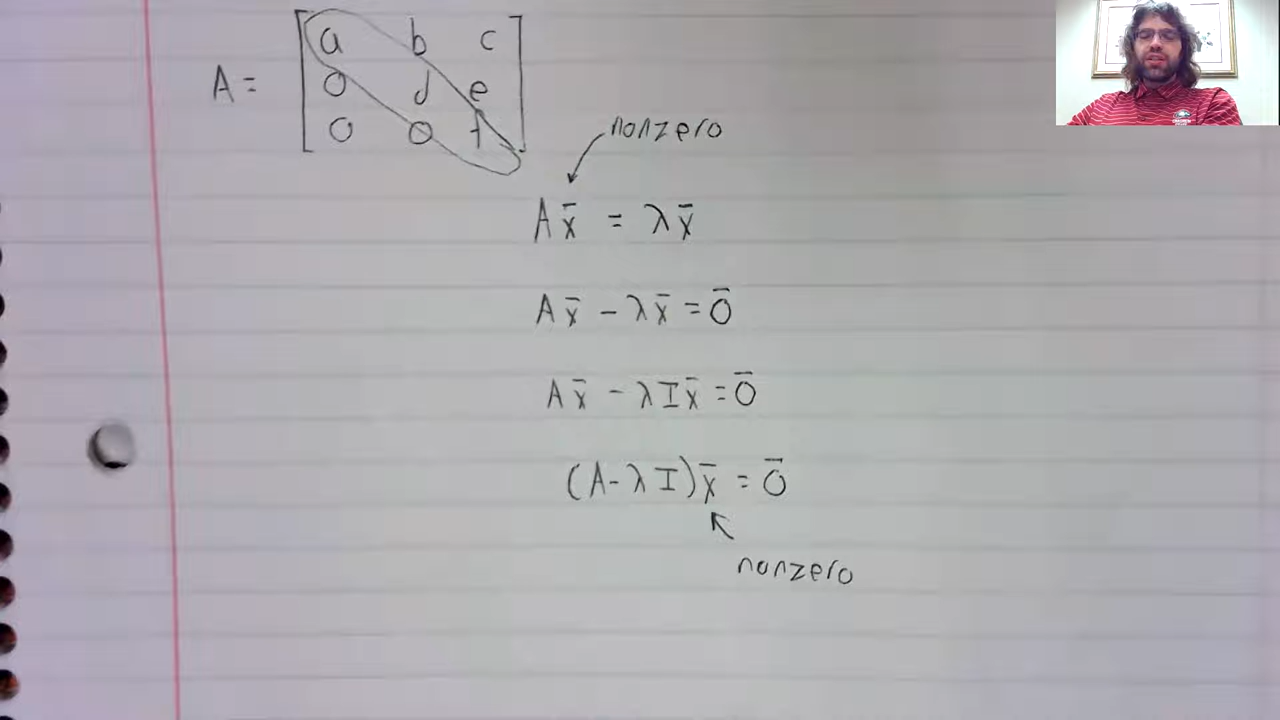 A = [ a b c
0 d e
0 0 f ]
nonzero
Ax̄ = λx̄
Ax̄ − λx̄ = 0̄
Ax̄ − λIx̄ = 0̄
(A-λI)x̄ = 0̄
nonzero